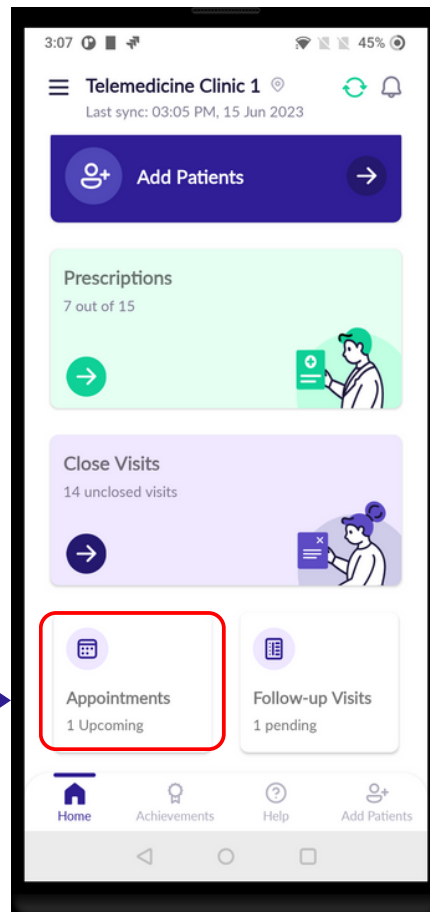 3:07 45%
Telemedicine Clinic 1
Last sync: 03:05 PM, 15 Jun 2023
Add Patients
Prescriptions
7 out of 15
Close Visits
14 unclosed visits
Appointments
1 Upcoming
Follow-up Visits
1 pending
Home Achievements Help Add Patients